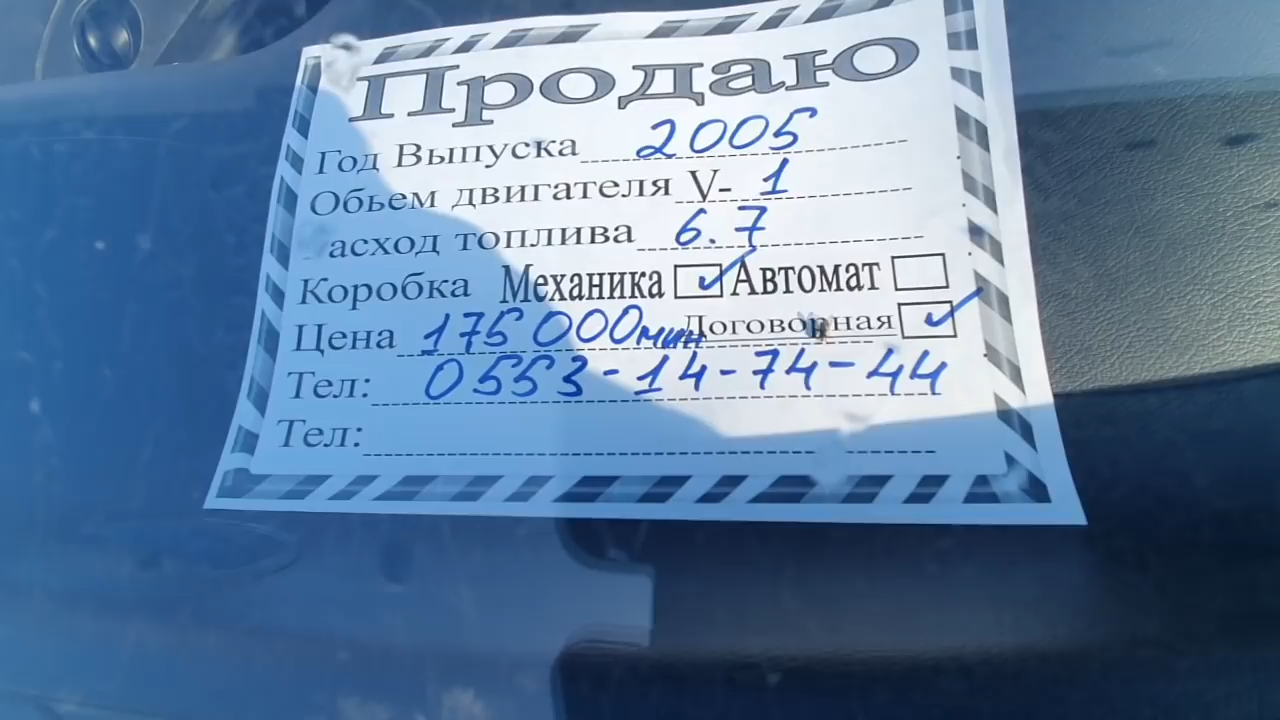 Продаю
Год Выпуска 2005
Обьем двигателя V- 1
асход топлива 6.7
Коробка Механика Автомат
Цена 175 000мин Договорная
Тел: 0553-14-74-44
Тел: